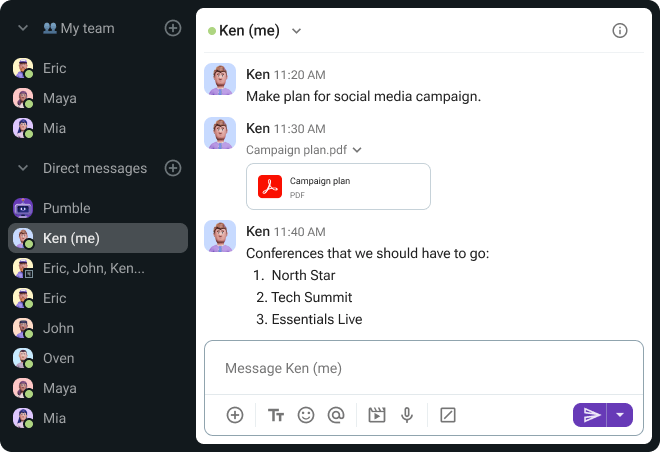 My team
Eric
Maya
Mia
Direct messages
Pumble
Ken (me)
Eric, John, Ken...
Eric
John
Oven
Maya
Mia
Ken (me)
Ken 11:20 AM
Make plan for social media campaign.
Ken 11:30 AM
Campaign plan.pdf
Campaign plan
PDF
Ken 11:40 AM
Conferences that we should have to go:
1. North Star
2. Tech Summit
3. Essentials Live
Message Ken (me)